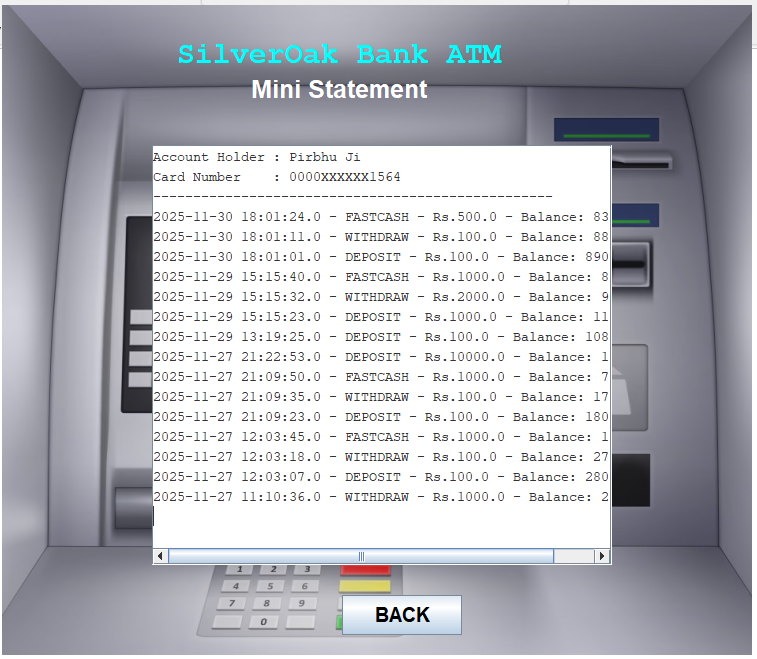 SilverOak Bank ATM
Mini Statement
Account Holder : Pirbhu Ji
Card Number    : 0000XXXXXX1564
--------------------------------------------------
2025-11-30 18:01:24.0 - FASTCASH - Rs.500.0 - Balance: 83
2025-11-30 18:01:11.0 - WITHDRAW - Rs.100.0 - Balance: 88
2025-11-30 18:01:01.0 - DEPOSIT - Rs.100.0 - Balance: 890
2025-11-29 15:15:40.0 - FASTCASH - Rs.1000.0 - Balance: 8
2025-11-29 15:15:32.0 - WITHDRAW - Rs.2000.0 - Balance: 9
2025-11-29 15:15:23.0 - DEPOSIT - Rs.1000.0 - Balance: 11
2025-11-29 13:19:25.0 - DEPOSIT - Rs.100.0 - Balance: 108
2025-11-27 21:22:53.0 - DEPOSIT - Rs.10000.0 - Balance: 1
2025-11-27 21:09:50.0 - FASTCASH - Rs.1000.0 - Balance: 7
2025-11-27 21:09:35.0 - WITHDRAW - Rs.100.0 - Balance: 17
2025-11-27 21:09:23.0 - DEPOSIT - Rs.100.0 - Balance: 180
2025-11-27 12:03:45.0 - FASTCASH - Rs.1000.0 - Balance: 1
2025-11-27 12:03:18.0 - WITHDRAW - Rs.100.0 - Balance: 27
2025-11-27 12:03:07.0 - DEPOSIT - Rs.100.0 - Balance: 280
2025-11-27 11:10:36.0 - WITHDRAW - Rs.1000.0 - Balance: 2
1 2 3
4 5 6
7 8 9
0
BACK